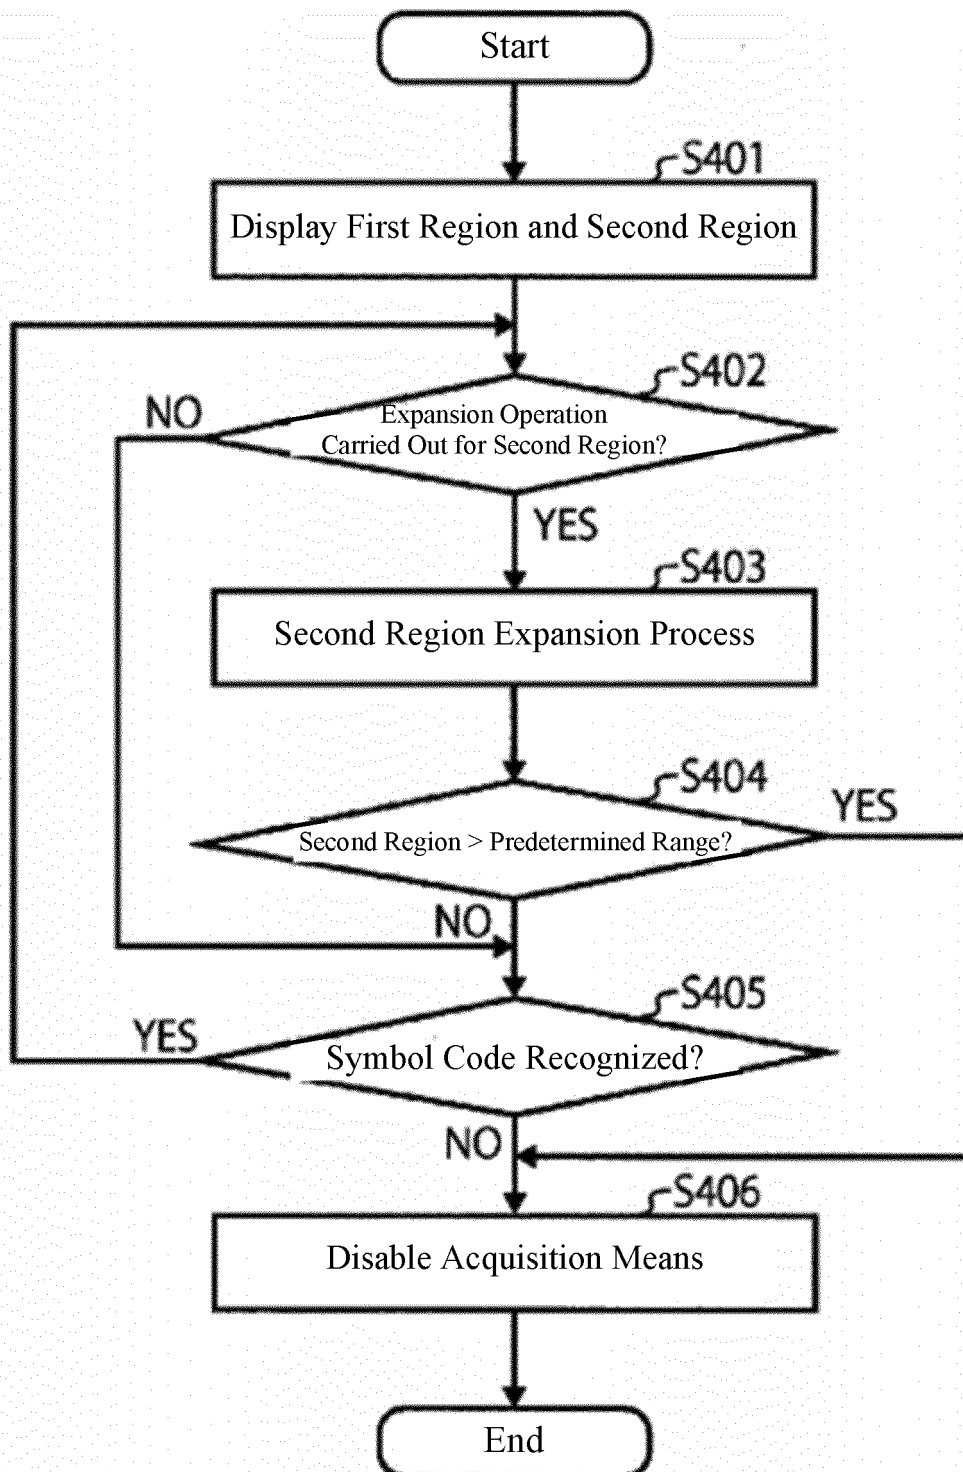 Start
S401
Display First Region and Second Region
S402
NO
Expansion Operation
Carried Out for Second Region?
YES
S403
Second Region Expansion Process
S404
YES
Second Region > Predetermined Range?
NO
S405
YES
Symbol Code Recognized?
NO
S406
Disable Acquisition Means
End